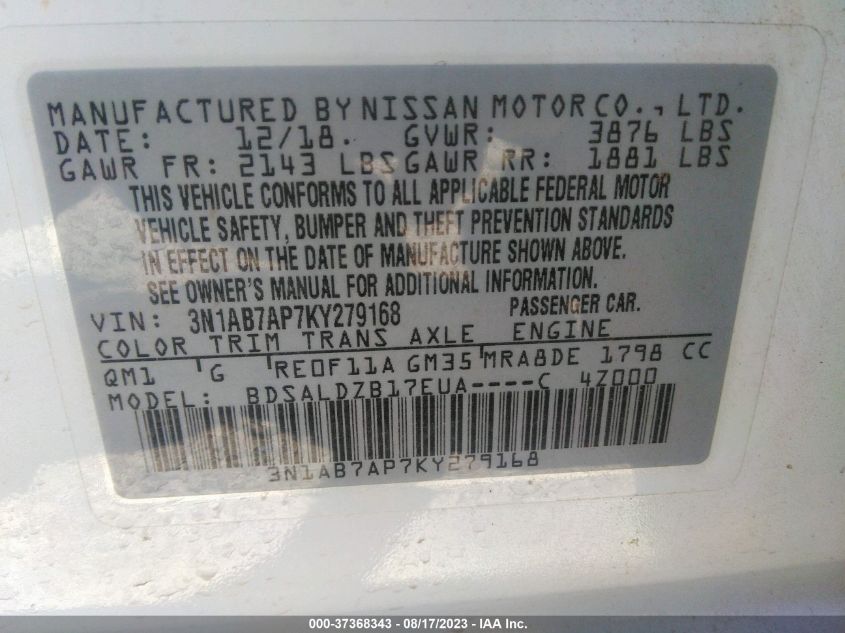 MANUFACTURED BY NISSAN MOTOR CO., LTD.
DATE: 12/18. GVWR: 3876 LBS
GAWR FR: 2143 LBS GAWR RR: 1881 LBS
THIS VEHICLE CONFORMS TO ALL APPLICABLE FEDERAL MOTOR
VEHICLE SAFETY, BUMPER AND THEFT PREVENTION STANDARDS
IN EFFECT ON THE DATE OF MANUFACTURE SHOWN ABOVE.
SEE OWNER'S MANUAL FOR ADDITIONAL INFORMATION.
VIN: 3N1AB7AP7KY279168 PASSENGER CAR.
COLOR TRIM TRANS AXLE ENGINE
QM1 G RE0F11A GM35 MRA8DE 1798 CC
MODEL: BDSALDZB17EUA----C 4Z000
3N1AB7AP7KY279168
000-37368343 - 08/17/2023 - IAA Inc.